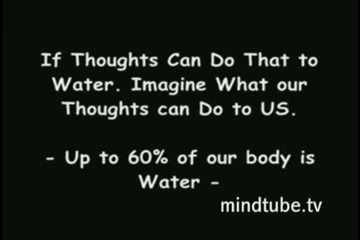 If Thoughts Can Do That to
Water. Imagine What our
Thoughts can Do to US.
- Up to 60% of our body is
Water -
mindtube.tv